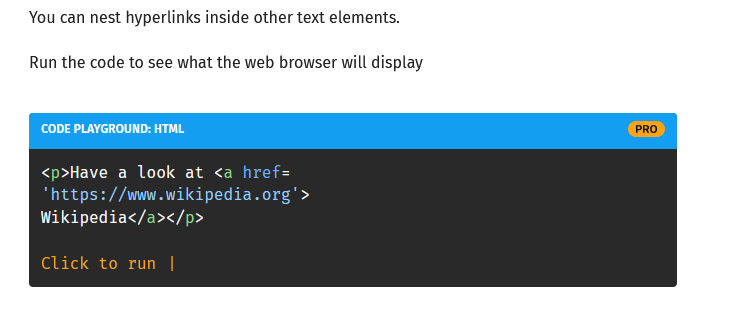 You can nest hyperlinks inside other text elements.
Run the code to see what the web browser will display
CODE PLAYGROUND: HTML
PRO
<p>Have a look at <a href=
'https://www.wikipedia.org'>
Wikipedia</a></p>
Click to run |